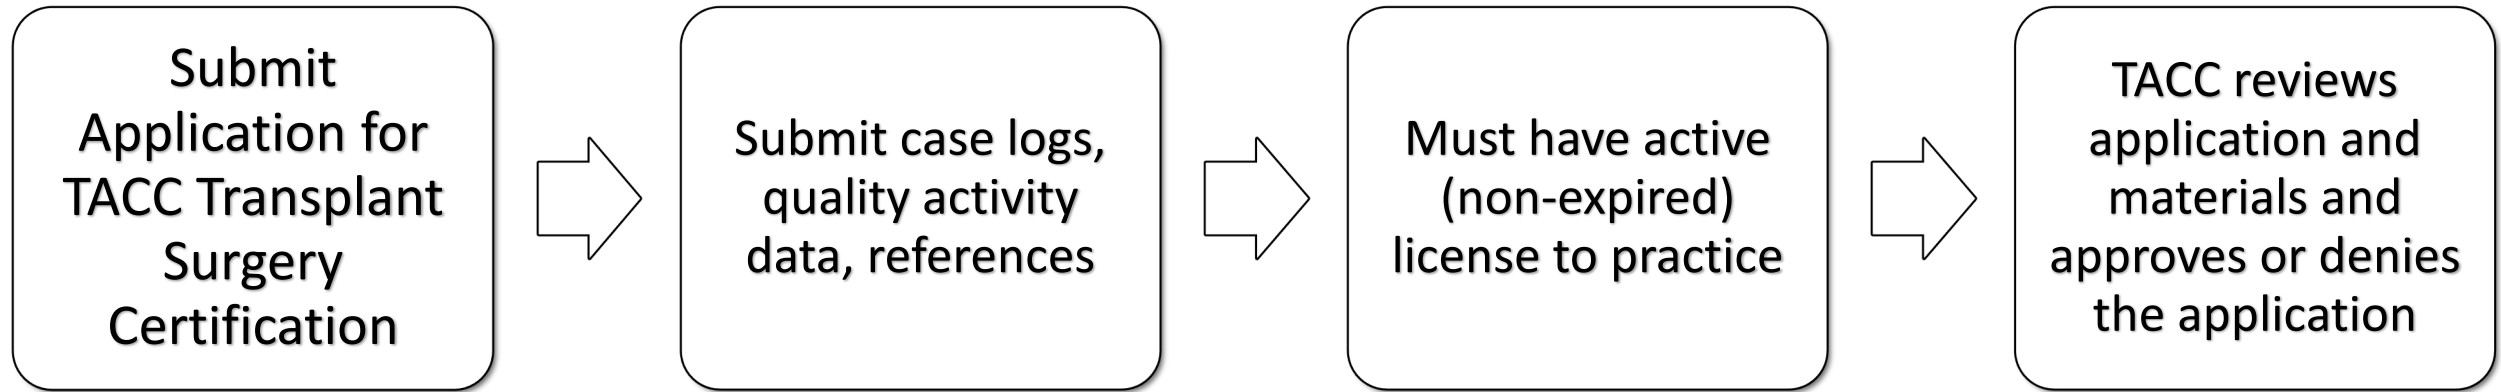 Submit
Application for
TACC Transplant
Surgery
Certification
Submit case logs,
quality activity
data, references
Must have active
(non-expired)
license to practice
TACC reviews
application and
materials and
approves or denies
the application